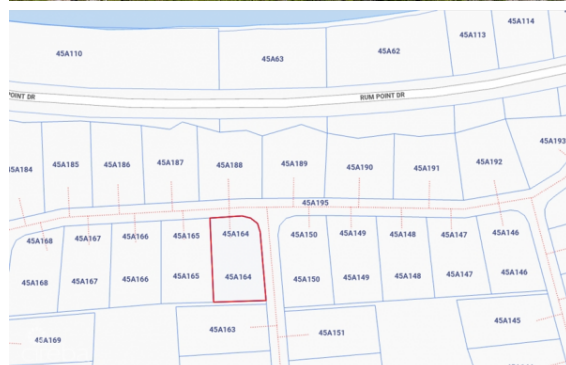 45A114
45A113
45A110
45A63
45A62
POINT DR
RUM POINT DR
45A193
45A184
45A185
45A186
45A187
45A188
45A189
45A190
45A191
45A192
45A195
45A168
45A167
45A166
45A165
45A164
45A150
45A149
45A148
45A147
45A146
45A168
45A167
45A166
45A165
45A164
45A150
45A149
45A148
45A147
45A146
45A169
45A163
45A151
45A145